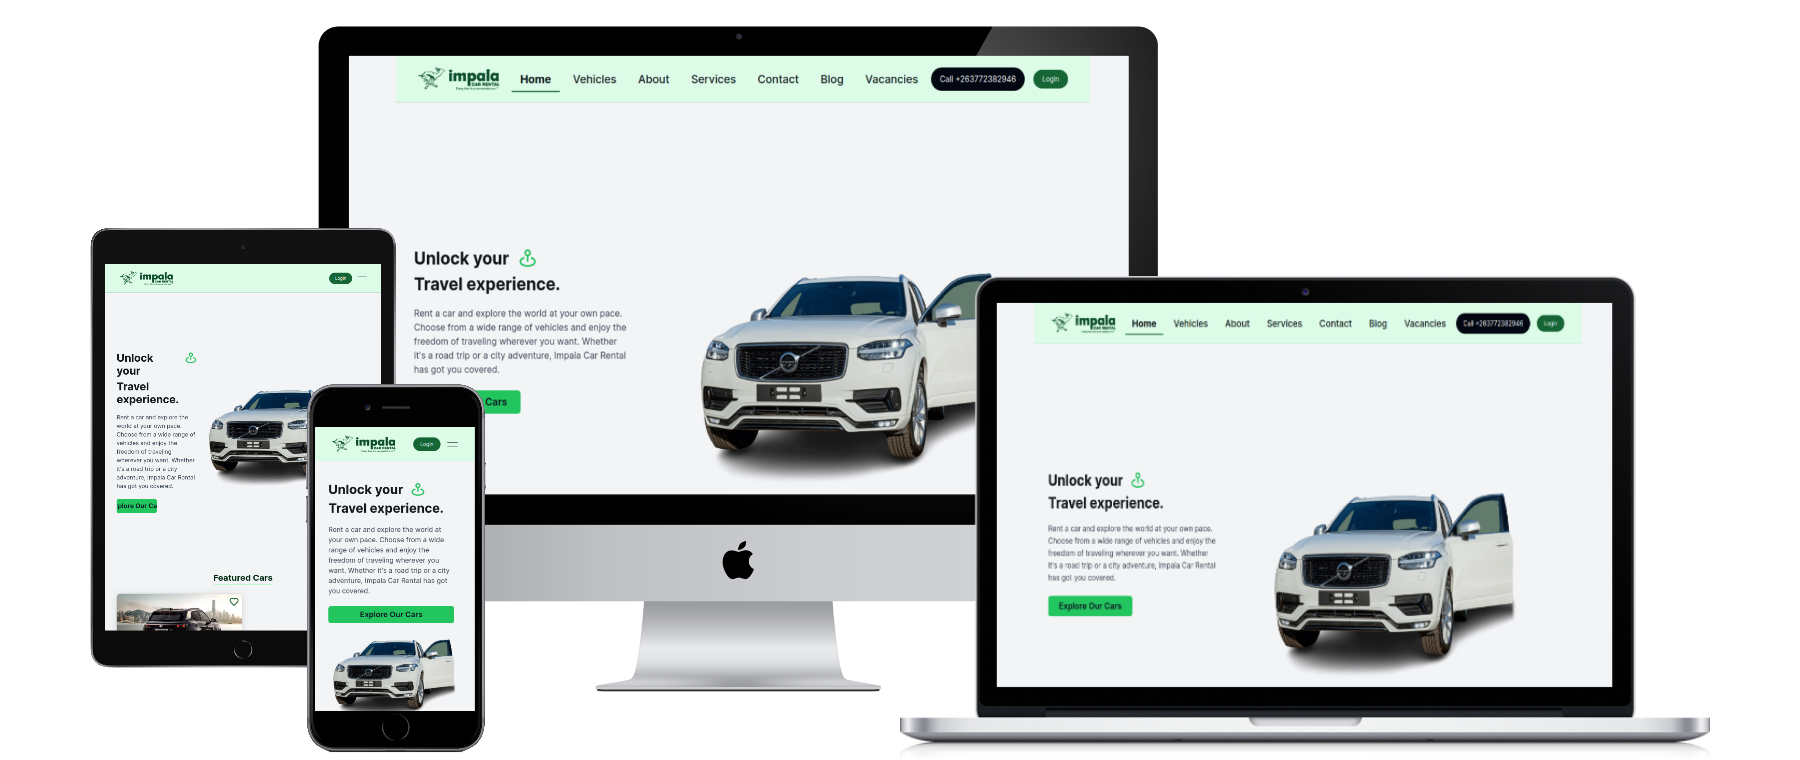 impala
CAR RENTAL
Home Vehicles About Services Contact Blog Vacancies Call +263772382946 Login
Unlock your
Travel experience.
Rent a car and explore the world at your own pace.
Choose from a wide range of vehicles and enjoy the
freedom of traveling wherever you want. Whether
it's a road trip or a city adventure, Impala Car Rental
has got you covered.
Cars
impala
CAR RENTAL
Login
Unlock
your
Travel
experience.
Rent a car and explore the
world at your own pace.
Choose from a wide range of
vehicles and enjoy the
freedom of traveling
wherever you want. Whether
it's a road trip or a city
adventure, Impala Car Rental
has got you covered.
plore Our Ca
Featured Cars
impala
CAR RENTAL
Login
Unlock your
Travel experience.
Rent a car and explore the world at
your own pace. Choose from a wide
range of vehicles and enjoy the
freedom of traveling wherever you
want. Whether it's a road trip or a city
adventure, Impala Car Rental has got
you covered.
Explore Our Cars
impala
CAR RENTAL
Home Vehicles About Services Contact Blog Vacancies Call +263772382946 Login
Unlock your
Travel experience.
Rent a car and explore the world at your own pace.
Choose from a wide range of vehicles and enjoy the
freedom of traveling wherever you want. Whether
it's a road trip or a city adventure, Impala Car Rental
has got you covered.
Explore Our Cars